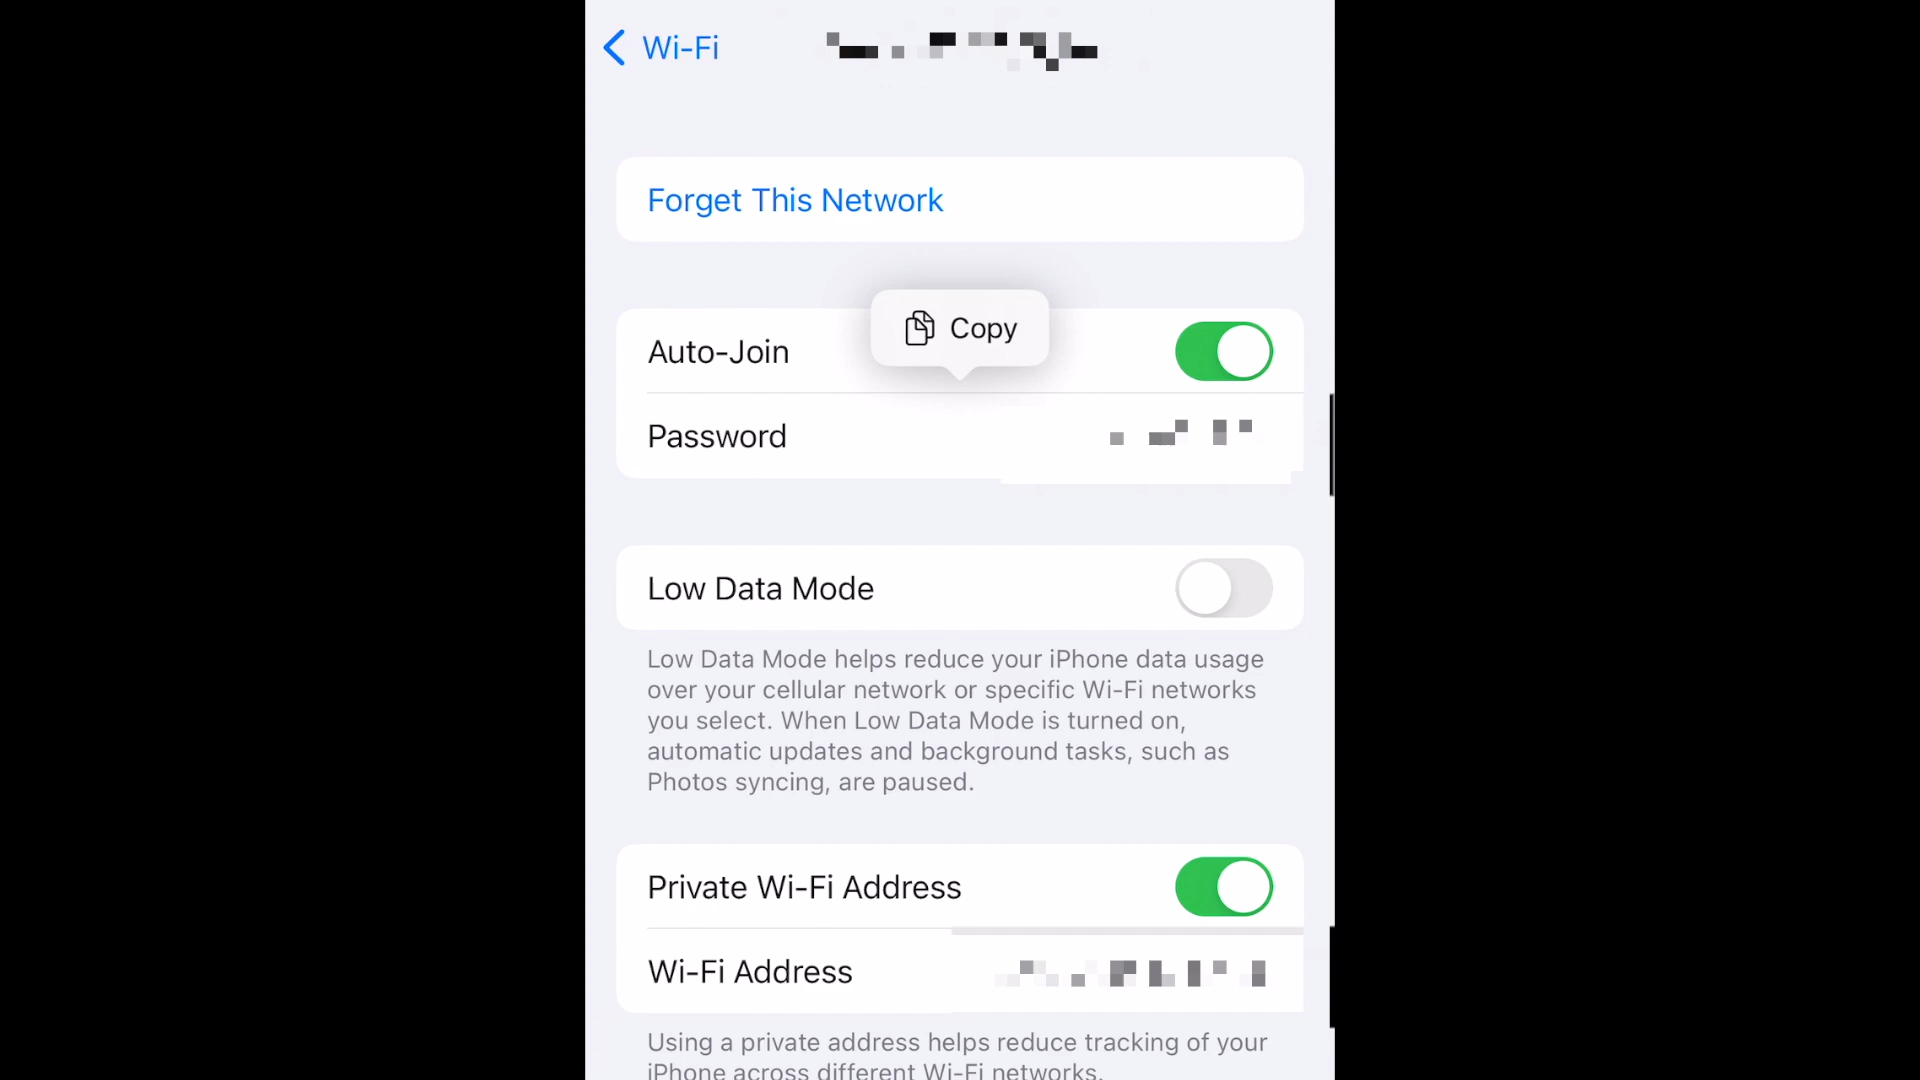 Wi-Fi
Forget This Network
Copy
Auto-Join
Password
Low Data Mode
Low Data Mode helps reduce your iPhone data usage
over your cellular network or specific Wi-Fi networks
you select. When Low Data Mode is turned on,
automatic updates and background tasks, such as
Photos syncing, are paused.
Private Wi-Fi Address
Wi-Fi Address
Using a private address helps reduce tracking of your
iPhone across different Wi-Fi networks.